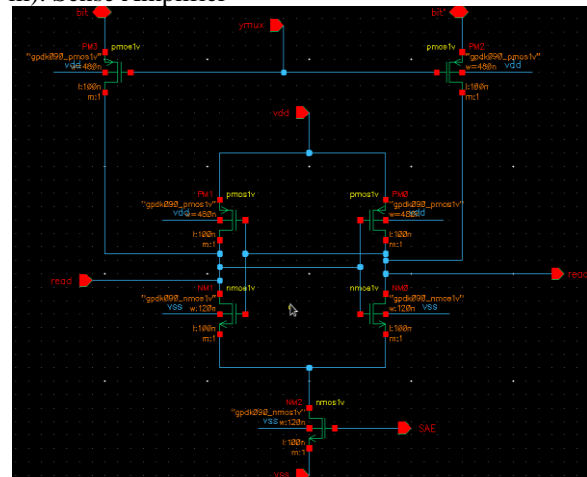 m). Sense Amplifier
bit
bit'
ymux
PM3
pmos1v
"gpdk090_pmos1v"
vdd
w=480n
l:100n
m:1
pmos1v
PM2
"gpdk090_pmos1v"
vdd
w=480n
l:100n
m:1
vdd
PM1
pmos1v
"gpdk090_pmos1v"
vdd
w=480n
l:100n
m:1
pmos1v
PM0
"gpdk090_pmos1v"
vdd
w=480n
l:100n
m:1
read
NM1
nmos1v
"gpdk090_nmos1v"
vss
w:120n
l:100n
m:1
nmos1v
NM0
"gpdk090_nmos1v"
vss
w:120n
l:100n
m:1
NM2
nmos1v
"gpdk090_nmos1v"
vss
w:120n
l:100n
m:1
SAE
vss